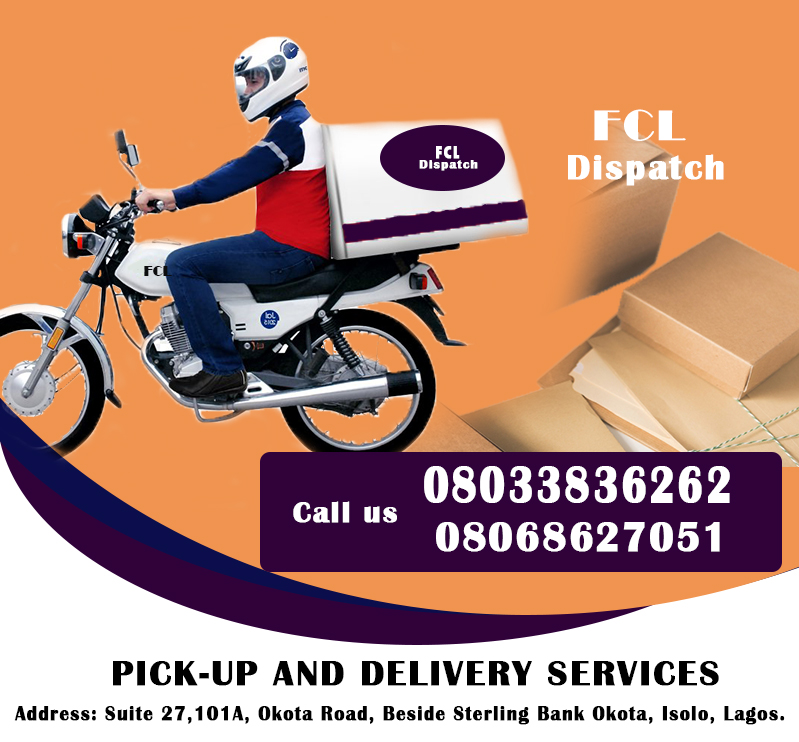 FCL
Dispatch
FCL
Dispatch
FCL
Call us
08033836262
08068627051
PICK-UP AND DELIVERY SERVICES
Address: Suite 27,101A, Okota Road, Beside Sterling Bank Okota, Isolo, Lagos.